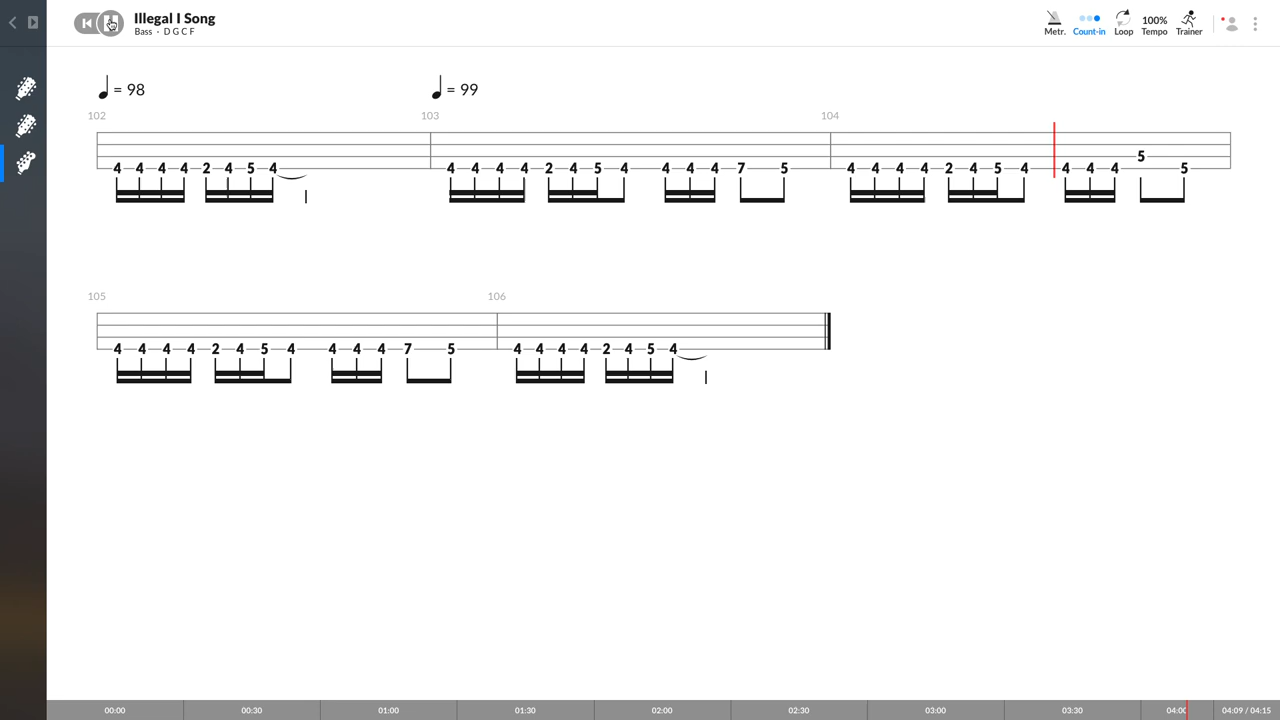 Illegal I Song
Bass · D G C F
Metr.
Count-in
Loop
100%
Tempo
Trainer
= 98
= 99
102
103
104
4 4 4 4 2 4 5 4
4 4 4 4 2 4 5 4 4 4 4 7 5
4 4 4 4 2 4 5 4 4 4 4 5 5
105
106
4 4 4 4 2 4 5 4 4 4 4 7 5
4 4 4 4 2 4 5 4
00:00
00:30
01:00
01:30
02:00
02:30
03:00
03:30
04:00
04:09 / 04:15